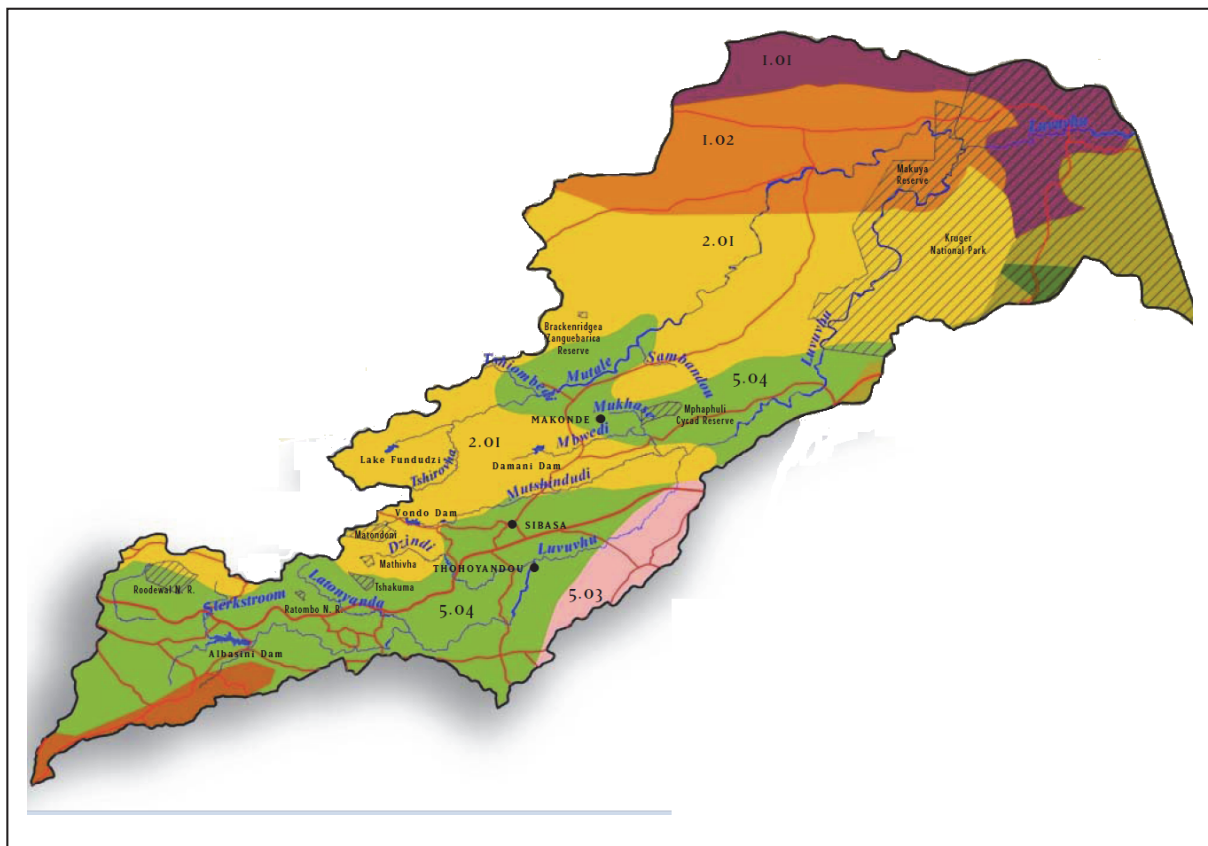 1.01
Luvuvhu
1.02
Makuya
Reserve
2.01
Kruger
National Park
Brackenridgea
Zanguebarica
Reserve
Tshiombedi
Mutale
Sambandou
Luvuvhu
5.04
Mukhase
Mphaphuli
Cycad Reserve
MAKONDE
Mbwedi
2.01
Lake Fundudzi
Tshirovha
Damani Dam
Mutshindudi
Vondo Dam
SIBASA
Matondoni
Dzindi
Luvuvhu
Mathivha
THOHOYANDOU
Roodewal N. R.
Tshakuma
Latonyanda
Sterkstroom
Ratombo N. R.
5.03
5.04
Albasini Dam